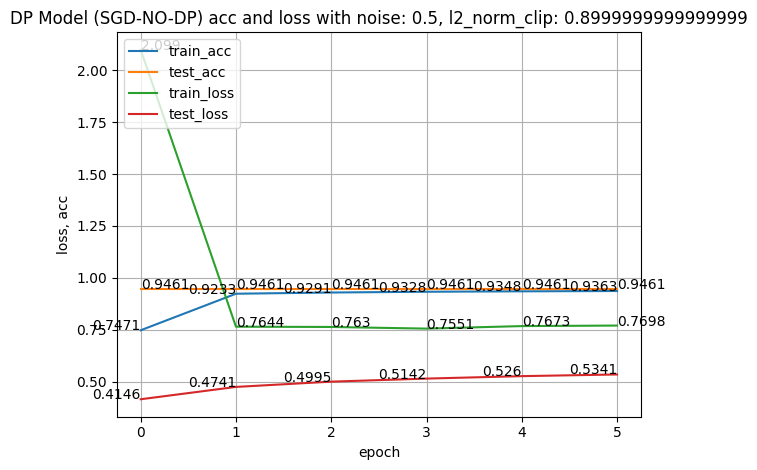 DP Model (SGD-NO-DP) acc and loss with noise: 0.5, l2_norm_clip: 0.8999999999999999
2.099
train_acc
test_acc
train_loss
test_loss
2.00
1.75
1.50
1.25
1.00
0.75
0.50
loss, acc
0.9461 0.9461 0.9461 0.9461 0.9461 0.9461
0.7471 0.9233 0.9291 0.9328 0.9348 0.9363
0.7644 0.763 0.7551 0.7673 0.7698
0.4146 0.4741 0.4995 0.5142 0.526 0.5341
0 1 2 3 4 5
epoch